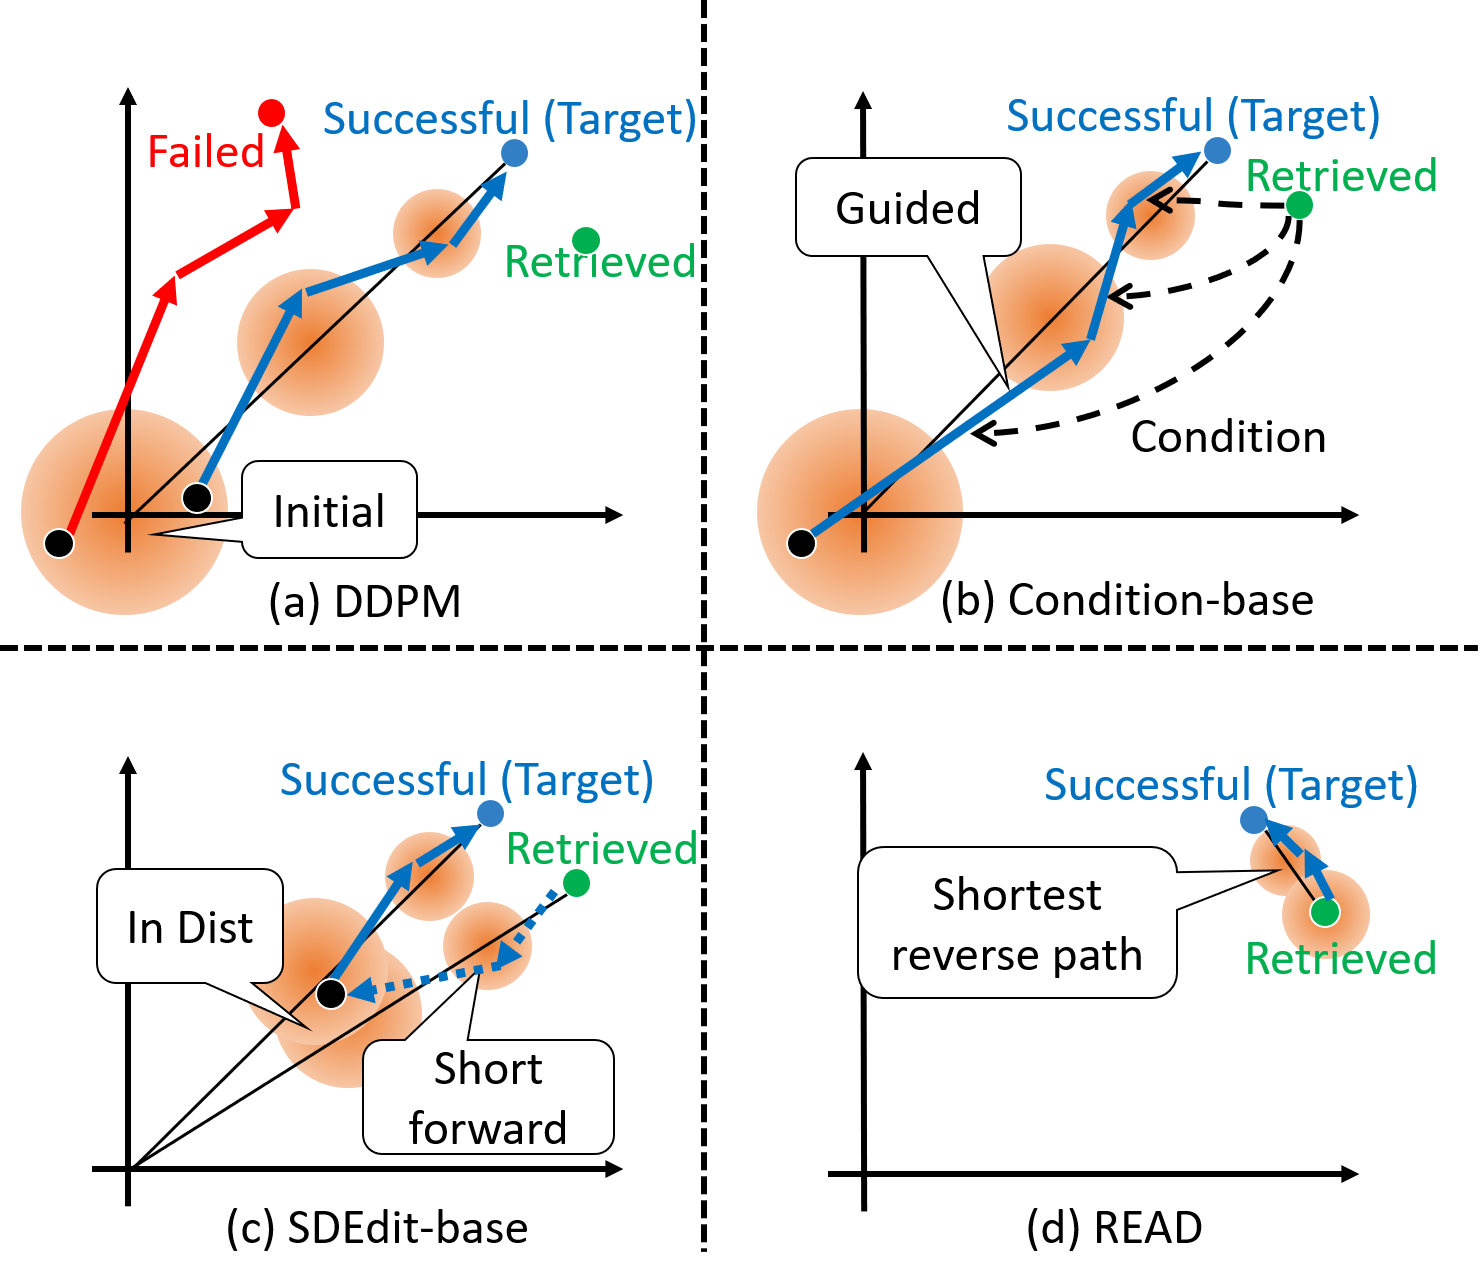 Successful (Target)
Failed
Retrieved
Initial
(a) DDPM
Successful (Target)
Retrieved
Guided
Condition
(b) Condition-base
Successful (Target)
Retrieved
In Dist
Short
forward
(c) SDEdit-base
Successful (Target)
Shortest
reverse path
Retrieved
(d) READ